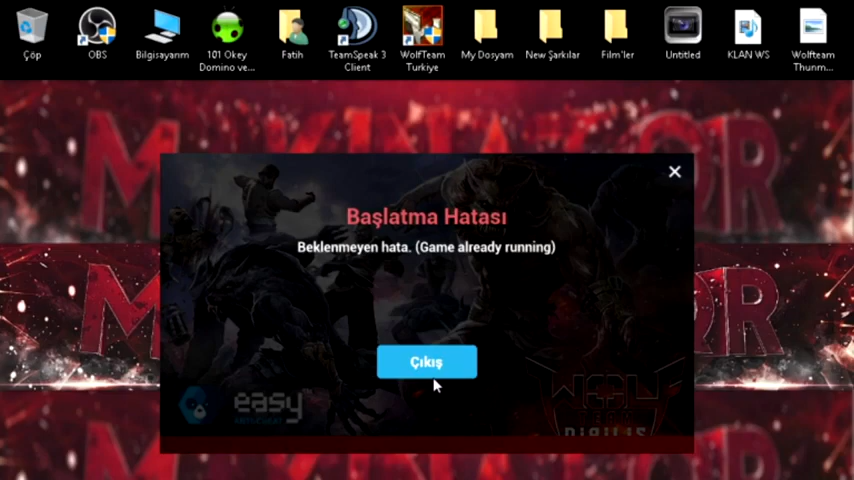 Çöp
OBS
Bilgisayarım
101 Okey
Domino ve...
Fatih
TeamSpeak 3
Client
WolfTeam
Turkiye
My Dosyam
New Şarkılar
Film'ler
Untitled
KLAN WS
Wolfteam
Thunm...
Başlatma Hatası
Beklenmeyen hata. (Game already running)
Çıkış
easy